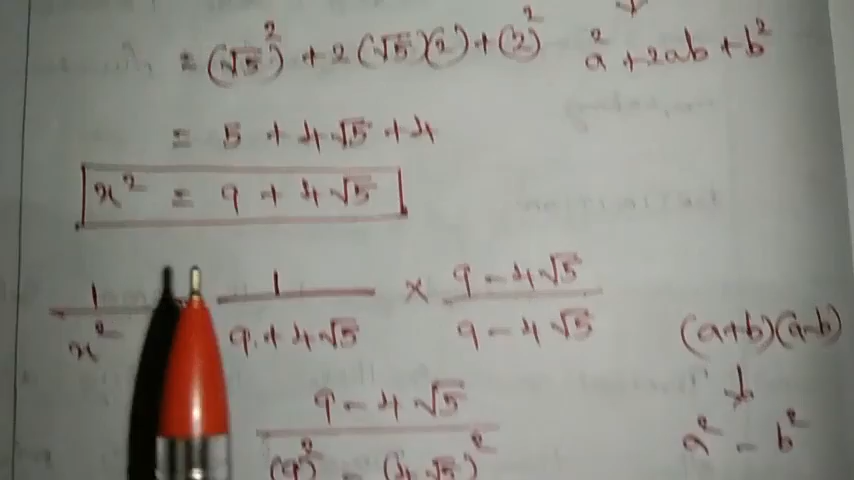 = (√5)² + 2(√5)(2) + (2)² a² + 2ab + b²
= 5 + 4√5 + 4
x² = 9 + 4√5
1/x² 1/(9 + 4√5) × (9 - 4√5)/(9 - 4√5) (a+b)(a-b)
↓
(9 - 4√5)/((9)² - (4√5)²) a² - b²